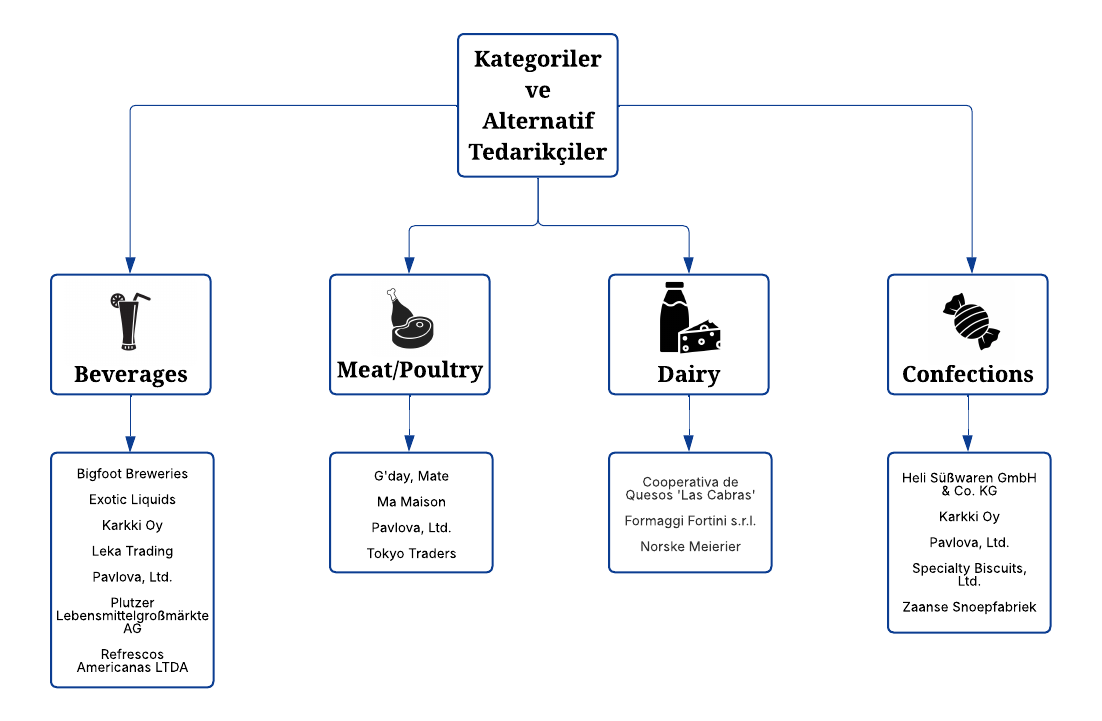 Kategoriler
ve
Alternatif
Tedarikçiler
Beverages
Meat/Poultry
Dairy
Confections
Bigfoot Breweries
Exotic Liquids
Karkki Oy
Leka Trading
Pavlova, Ltd.
Plutzer
Lebensmittelgroßmärkte
AG
Refrescos
Americanas LTDA
G'day, Mate
Ma Maison
Pavlova, Ltd.
Tokyo Traders
Cooperativa de
Quesos 'Las Cabras'
Formaggi Fortini s.r.l.
Norske Meierier
Heli Süßwaren GmbH
& Co. KG
Karkki Oy
Pavlova, Ltd.
Specialty Biscuits,
Ltd.
Zaanse Snoepfabriek